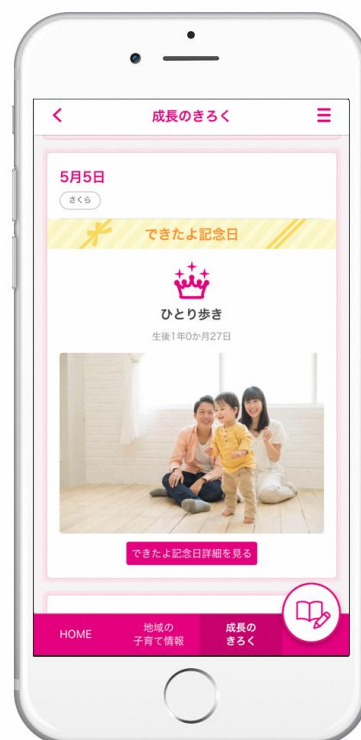 成長のきろく
5月5日
さくら
できたよ記念日
ひとり歩き
生後1年0か月27日
できたよ記念日詳細を見る
HOME
地域の
子育て情報
成長の
きろく